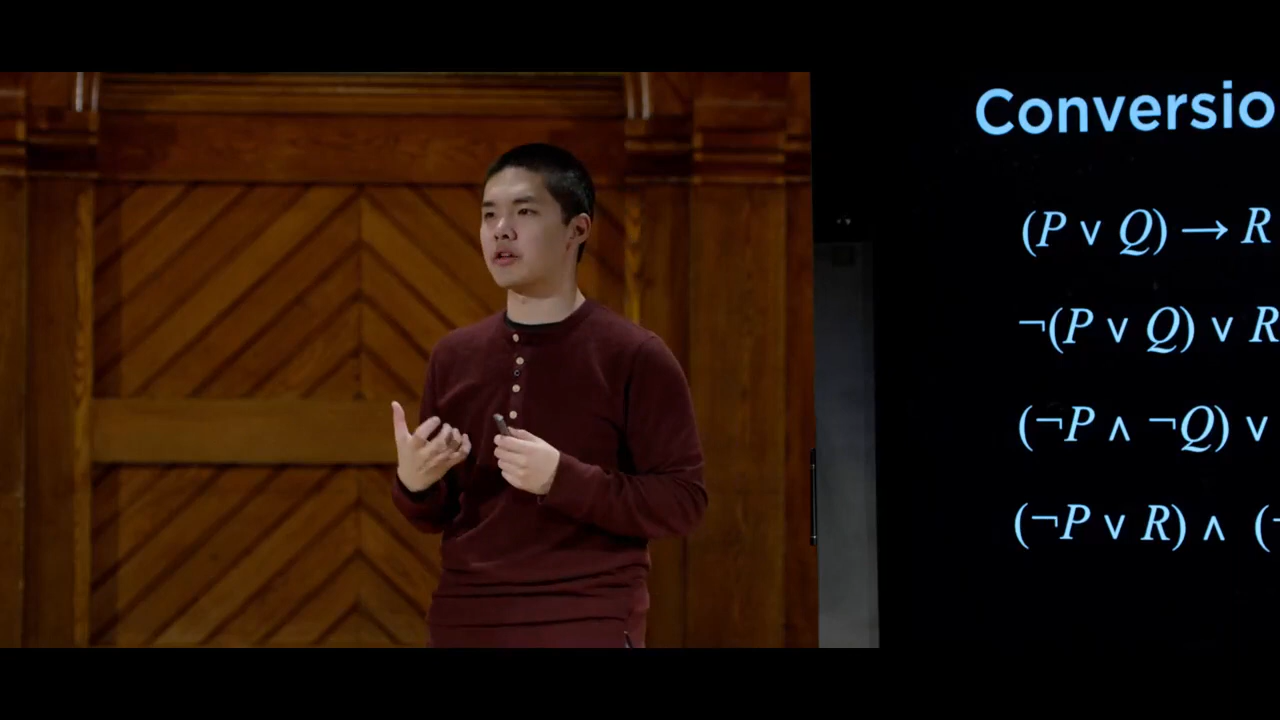 Conversio
(P ∨ Q) → R
¬(P ∨ Q) ∨ R
(¬P ∧ ¬Q) ∨
(¬P ∨ R) ∧ (¬